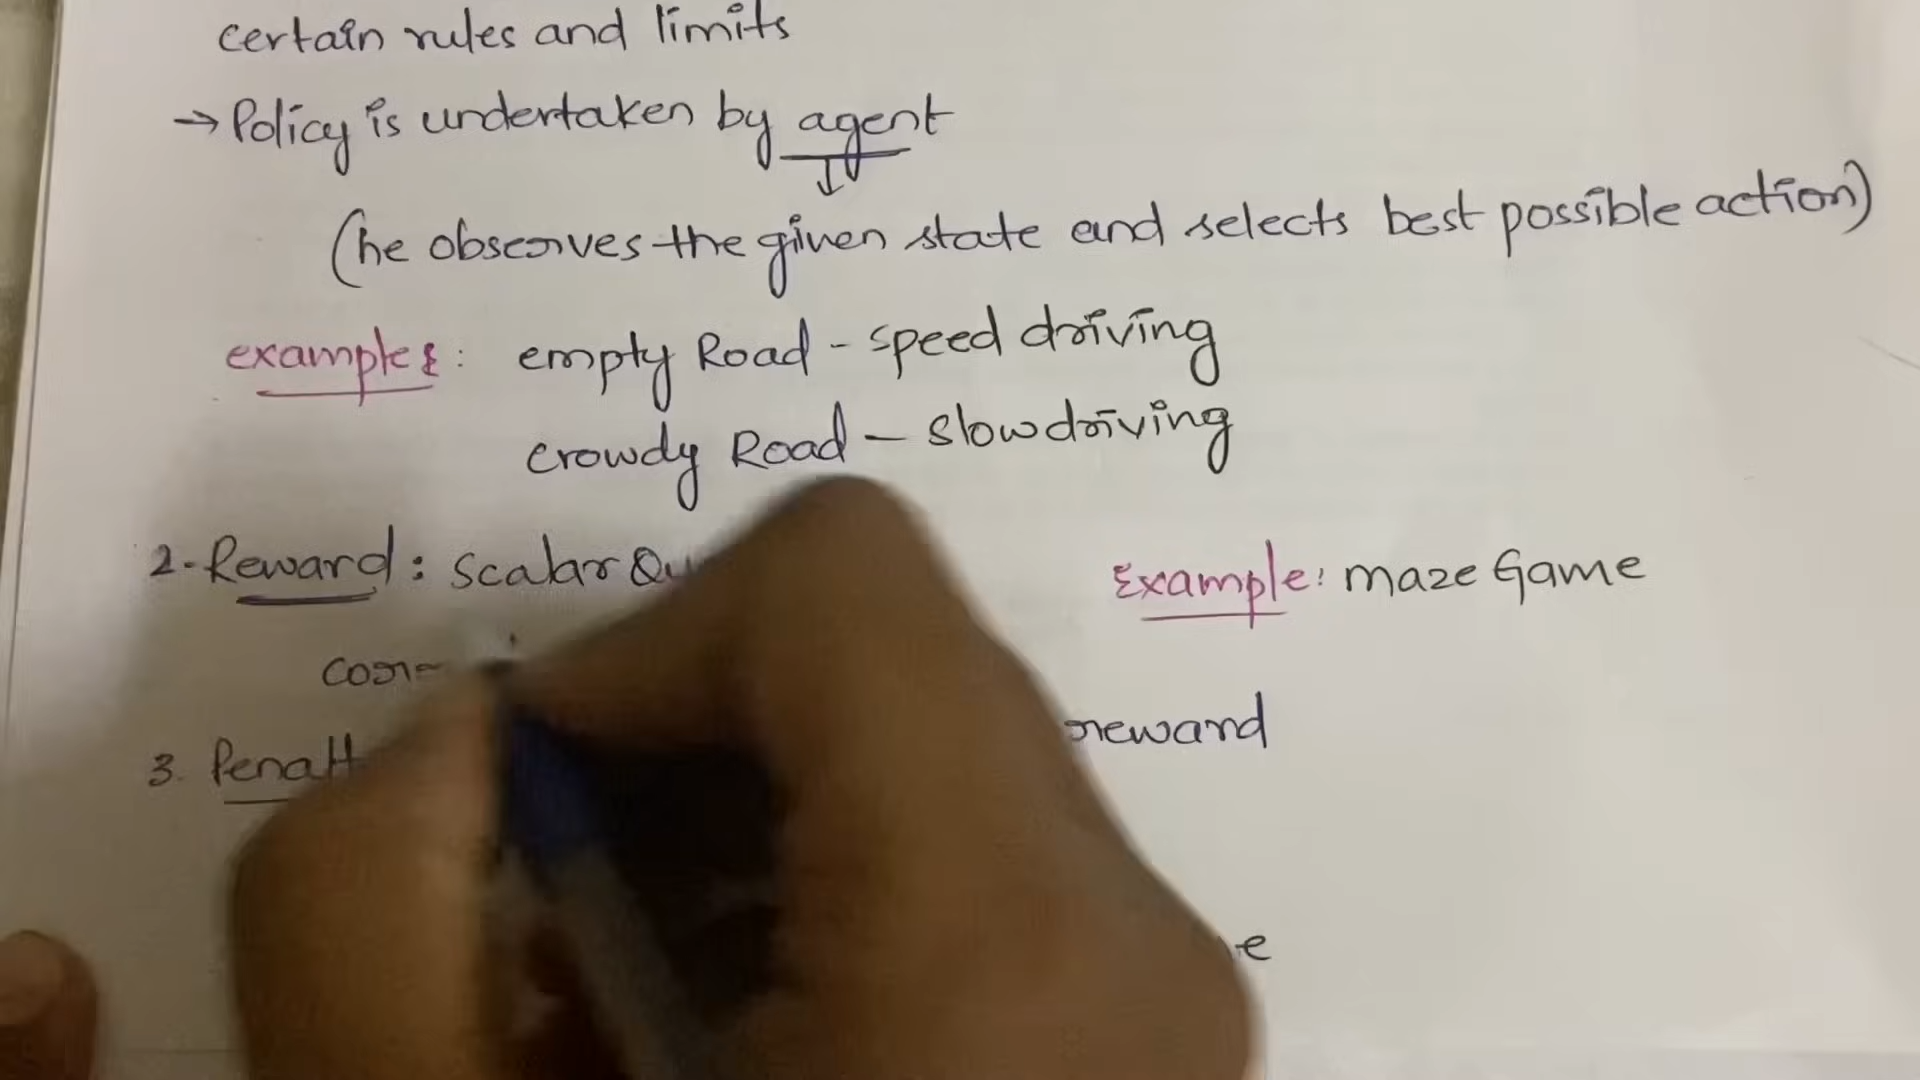 certain rules and limits
→ Policy is undertaken by agent
(he observes the given state and selects best possible action)
examples: empty Road - speed driving
crowdy Road - slow driving
2. Reward: scalar Example: maze Game
reward
3.